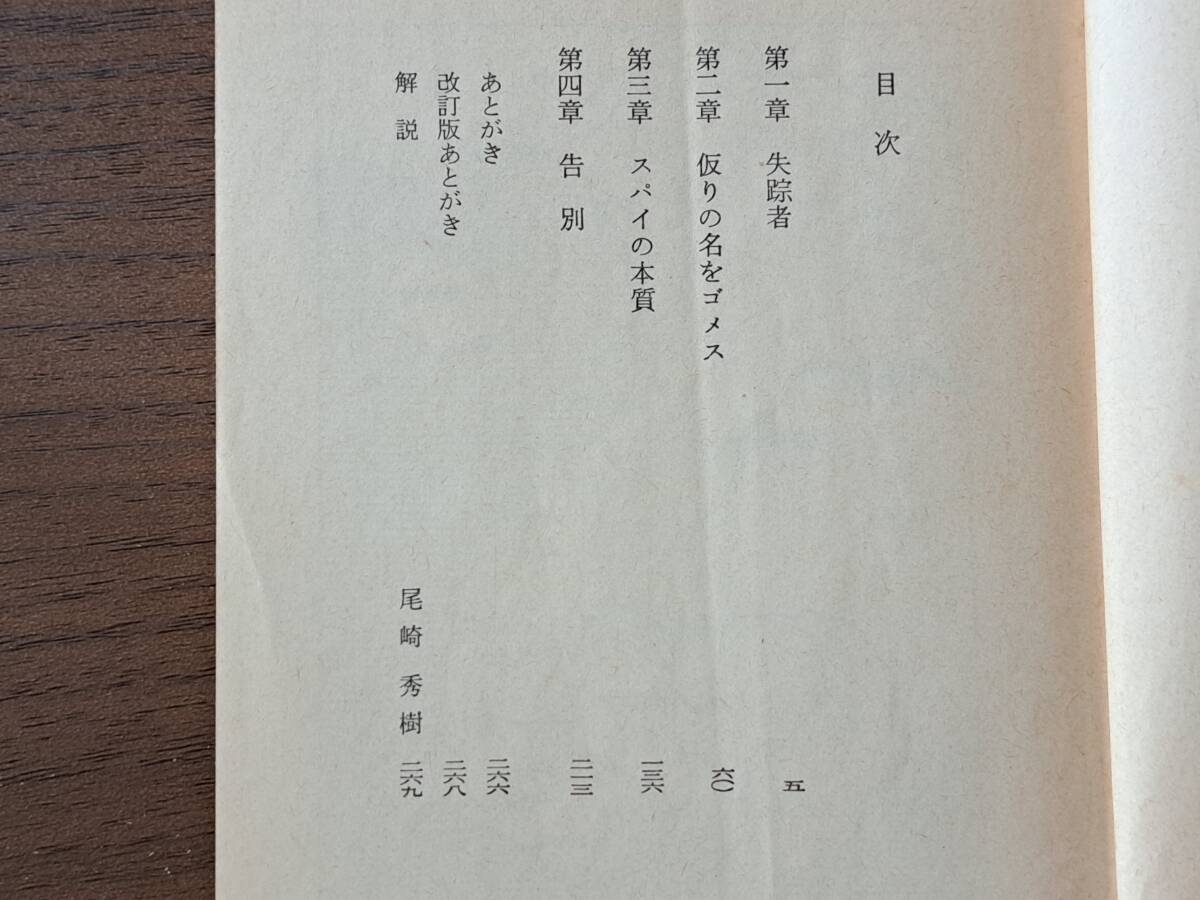 目次
第一章 失踪者 五
第二章 仮りの名をゴメス 六〇
第三章 スパイの本質 一三六
第四章 告別 二一三
あとがき 二六六
改訂版あとがき 二六八
解説 尾崎秀樹 二六九